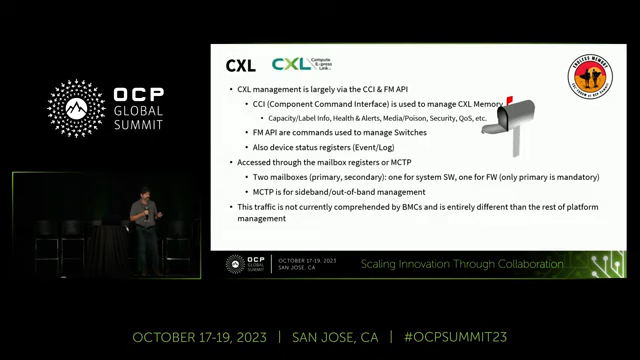 OCP
GLOBAL
SUMMIT
CXL
CXL Compute Express Link
ENDLESS MEMORY
• CXL management is largely via the CCI & FM API
• CCI (Component Command Interface) is used to manage CXL Memory
• Capacity/Label Info, Health & Alerts, Media/Poison, Security, QoS, etc.
• FM API are commands used to manage Switches
• Also device status registers (Event/Log)
• Accessed through the mailbox registers or MCTP
• Two mailboxes (primary, secondary): one for system SW, one for FW (only primary is mandatory)
• MCTP is for sideband/out-of-band management
• This traffic is not currently comprehended by BMCs and is entirely different than the rest of platform
management
OCP
GLOBAL
SUMMIT
OCTOBER 17-19, 2023
SAN JOSE, CA
Scaling Innovation Through Collaboration
OCTOBER 17-19, 2023 | SAN JOSE, CA | #OCPSUMMIT23